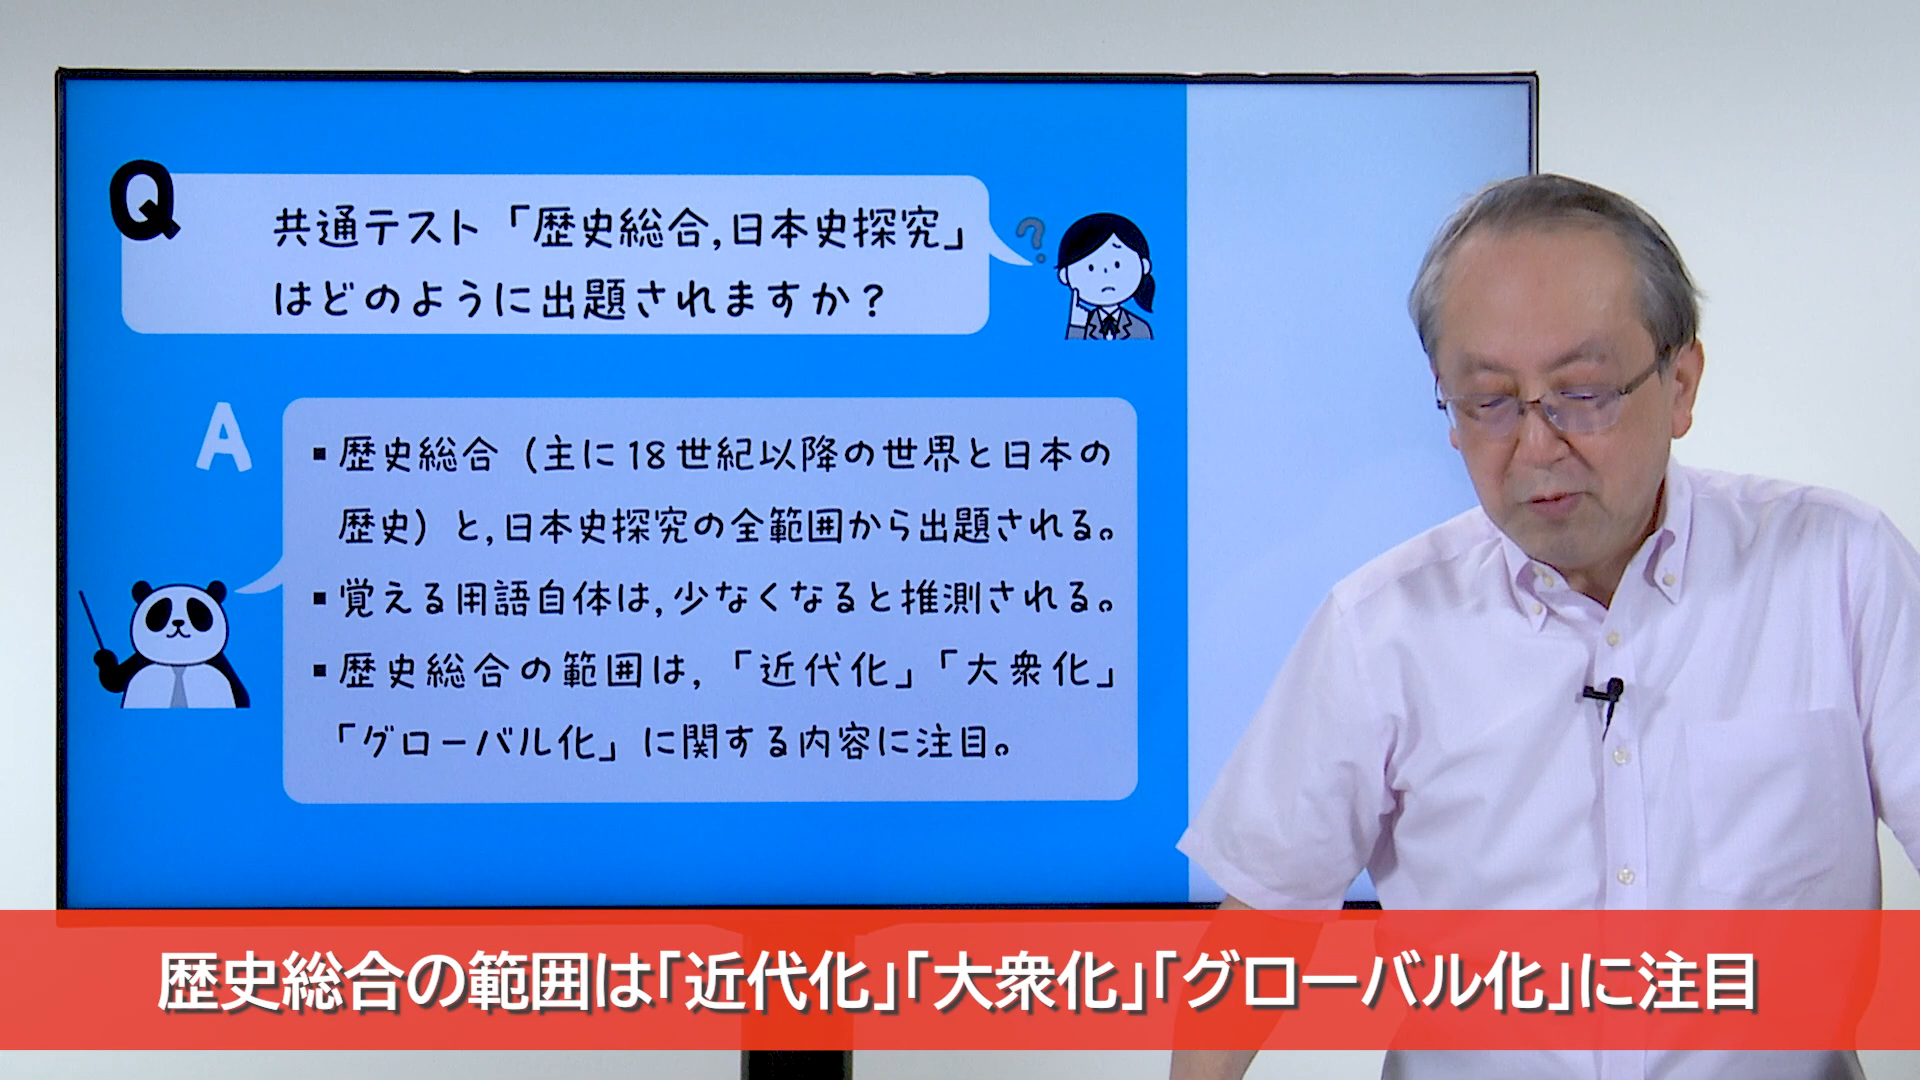 Q
共通テスト「歴史総合,日本史探究」
はどのように出題されますか？
?
A
▪歴史総合（主に18世紀以降の世界と日本の
歴史）と,日本史探究の全範囲から出題される。
▪覚える用語自体は,少なくなると推測される。
▪歴史総合の範囲は,「近代化」「大衆化」
「グローバル化」に関する内容に注目。
歴史総合の範囲は「近代化」「大衆化」「グローバル化」に注目